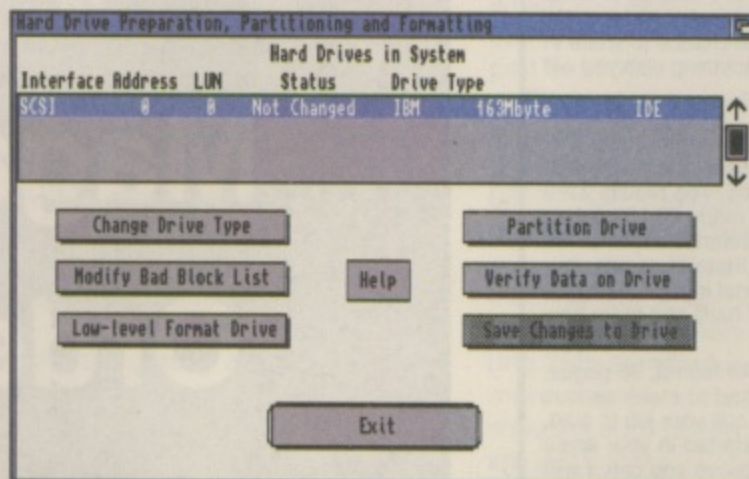 Hard Drive Preparation, Partitioning and Formatting
Hard Drives in System
Interface Address LUN Status Drive Type
SCSI 0 0 Not Changed IBM 163Mbyte IDE
Change Drive Type
Partition Drive
Modify Bad Block List
Help
Verify Data on Drive
Low-level Format Drive
Save Changes to Drive
Exit